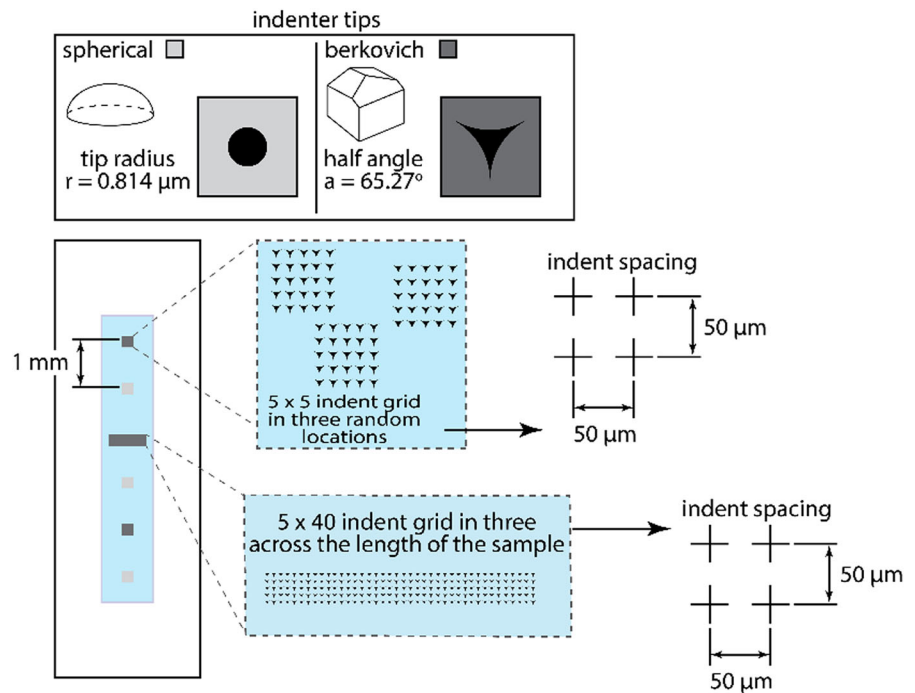 indenter tips
spherical
berkovich
tip radius
r = 0.814 µm
half angle
a = 65.27º
1 mm
5 x 5 indent grid
in three random
locations
indent spacing
50 µm
50 µm
5 x 40 indent grid in three
across the length of the sample
indent spacing
50 µm
50 µm